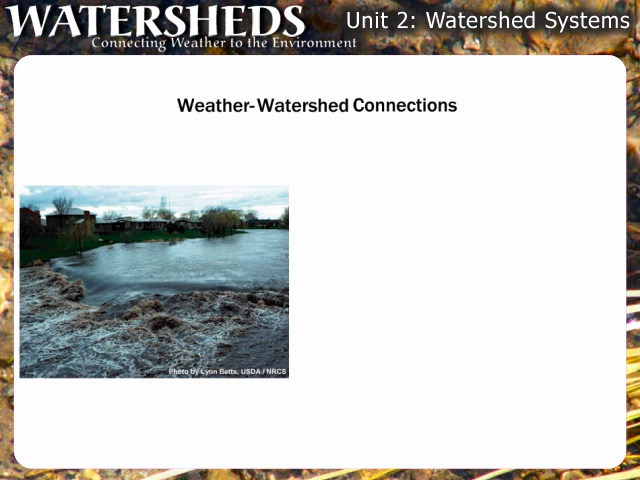 WATERSHEDS
Connecting Weather to the Environment
Unit 2: Watershed Systems
Weather-Watershed Connections
Photo by Lynn Betts, USDA / NRCS